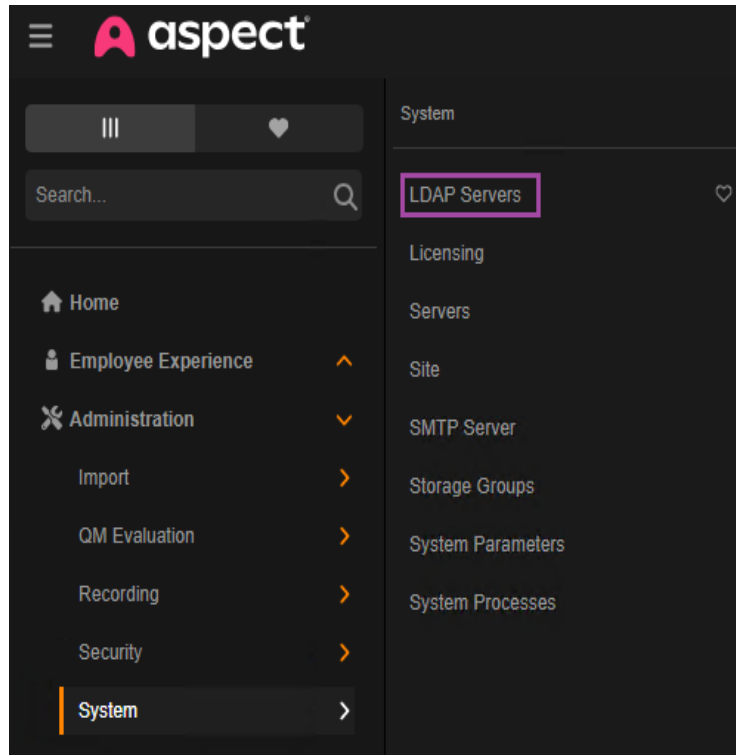 aspect
System
Search...
LDAP Servers
Licensing
Home
Servers
Employee Experience
Site
Administration
SMTP Server
Import
Storage Groups
QM Evaluation
System Parameters
Recording
System Processes
Security
System